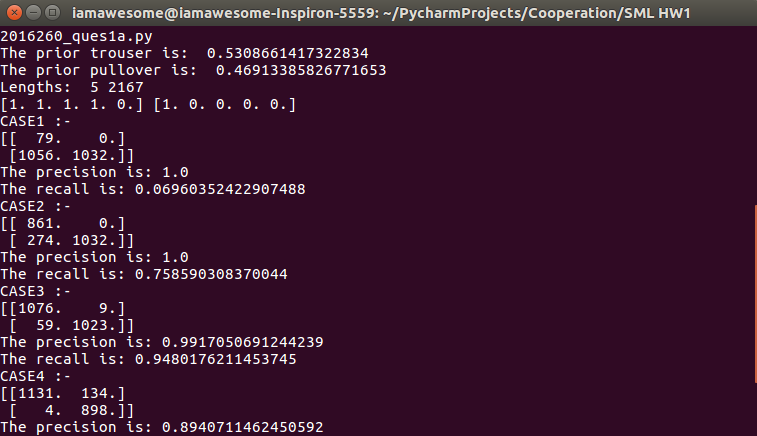 iamawesome@iamawesome-Inspiron-5559: ~/PycharmProjects/Cooperation/SML HW1
2016260_ques1a.py
The prior trouser is:  0.5308661417322834
The prior pullover is:  0.46913385826771653
Lengths:  5 2167
[1. 1. 1. 1. 0.] [1. 0. 0. 0. 0.]
CASE1 :-
[[  79.    0.]
 [1056. 1032.]]
The precision is: 1.0
The recall is: 0.06960352422907488
CASE2 :-
[[ 861.    0.]
 [ 274. 1032.]]
The precision is: 1.0
The recall is: 0.758590308370044
CASE3 :-
[[1076.    9.]
 [  59. 1023.]]
The precision is: 0.9917050691244239
The recall is: 0.9480176211453745
CASE4 :-
[[1131.  134.]
 [   4.  898.]]
The precision is: 0.8940711462450592